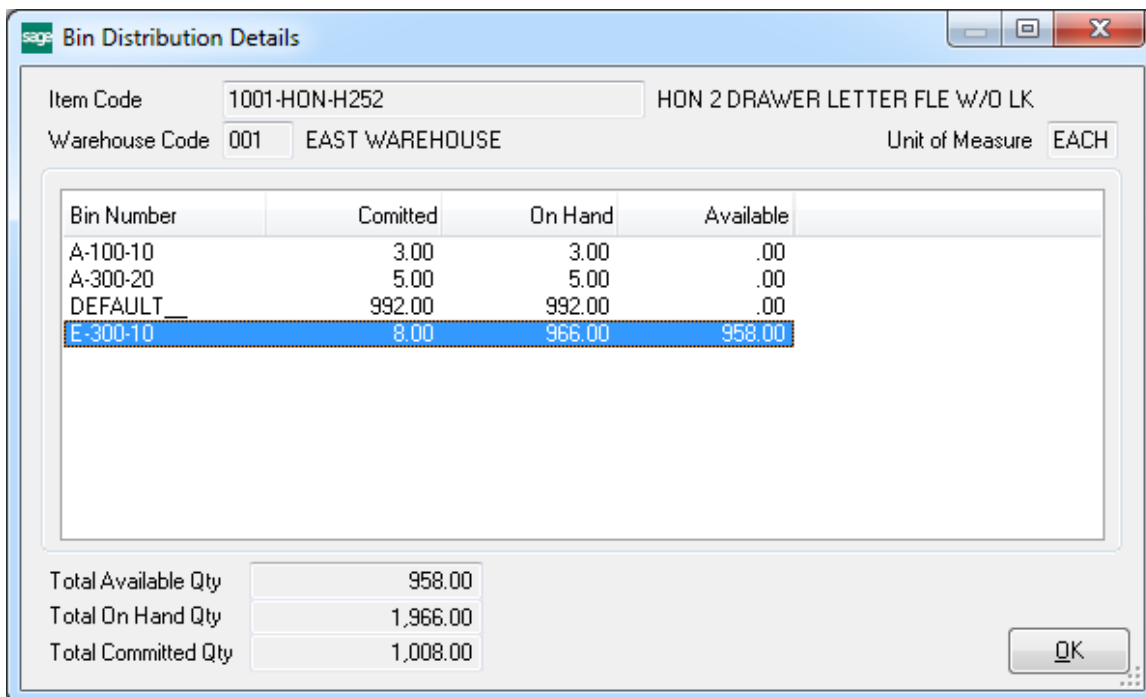 sage Bin Distribution Details
Item Code 1001-HON-H252 HON 2 DRAWER LETTER FLE W/O LK
Warehouse Code 001 EAST WAREHOUSE Unit of Measure EACH
Bin Number Comitted On Hand Available
A-100-10 3.00 3.00 .00
A-300-20 5.00 5.00 .00
DEFAULT__ 992.00 992.00 .00
E-300-10 8.00 966.00 958.00
Total Available Qty 958.00
Total On Hand Qty 1,966.00
Total Committed Qty 1,008.00
OK